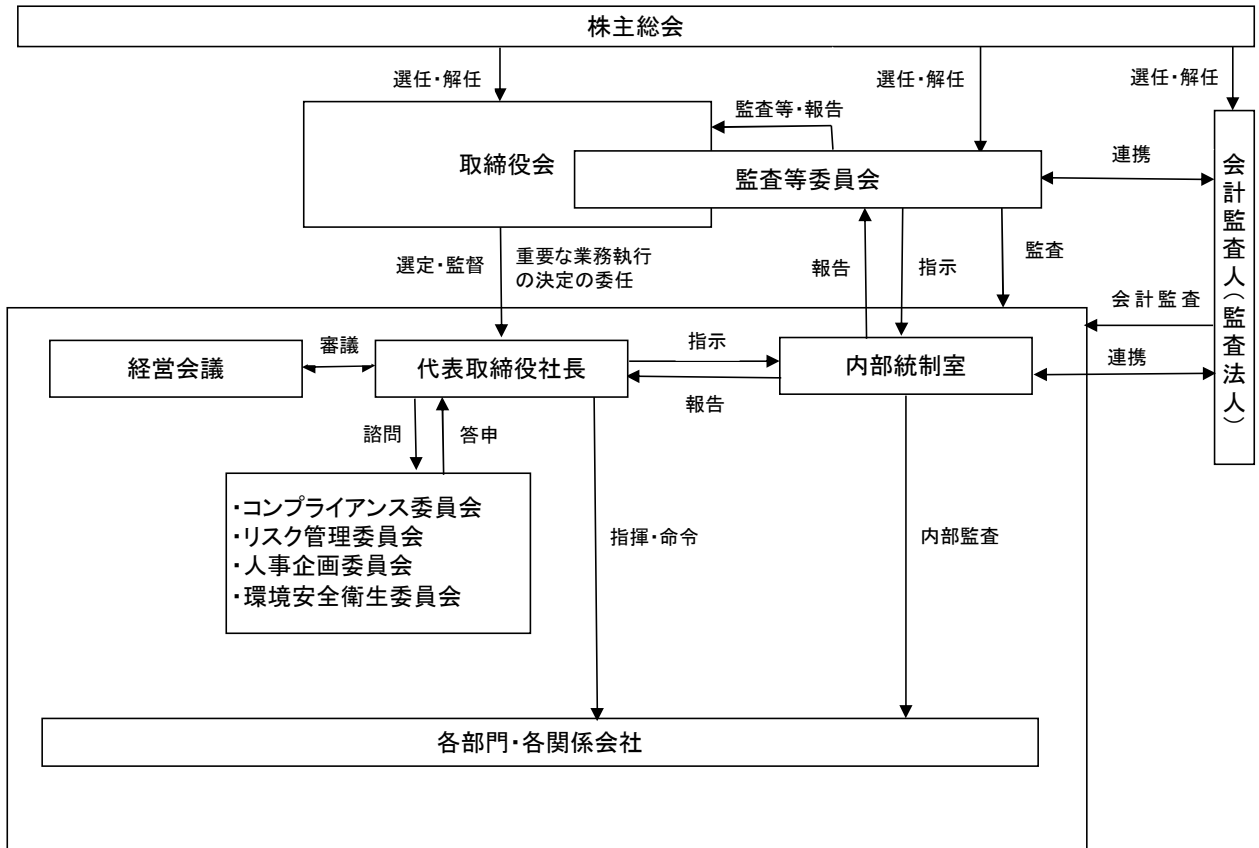 株主総会
選任・解任
選任・解任
選任・解任
監査等・報告
取締役会
監査等委員会
連携
会計監査人(監査法人)
選定・監督
重要な業務執行
の決定の委任
報告
指示
監査
会計監査
経営会議
審議
代表取締役社長
指示
報告
内部統制室
連携
諮問
答申
・コンプライアンス委員会
・リスク管理委員会
・人事企画委員会
・環境安全衛生委員会
指揮・命令
内部監査
各部門・各関係会社